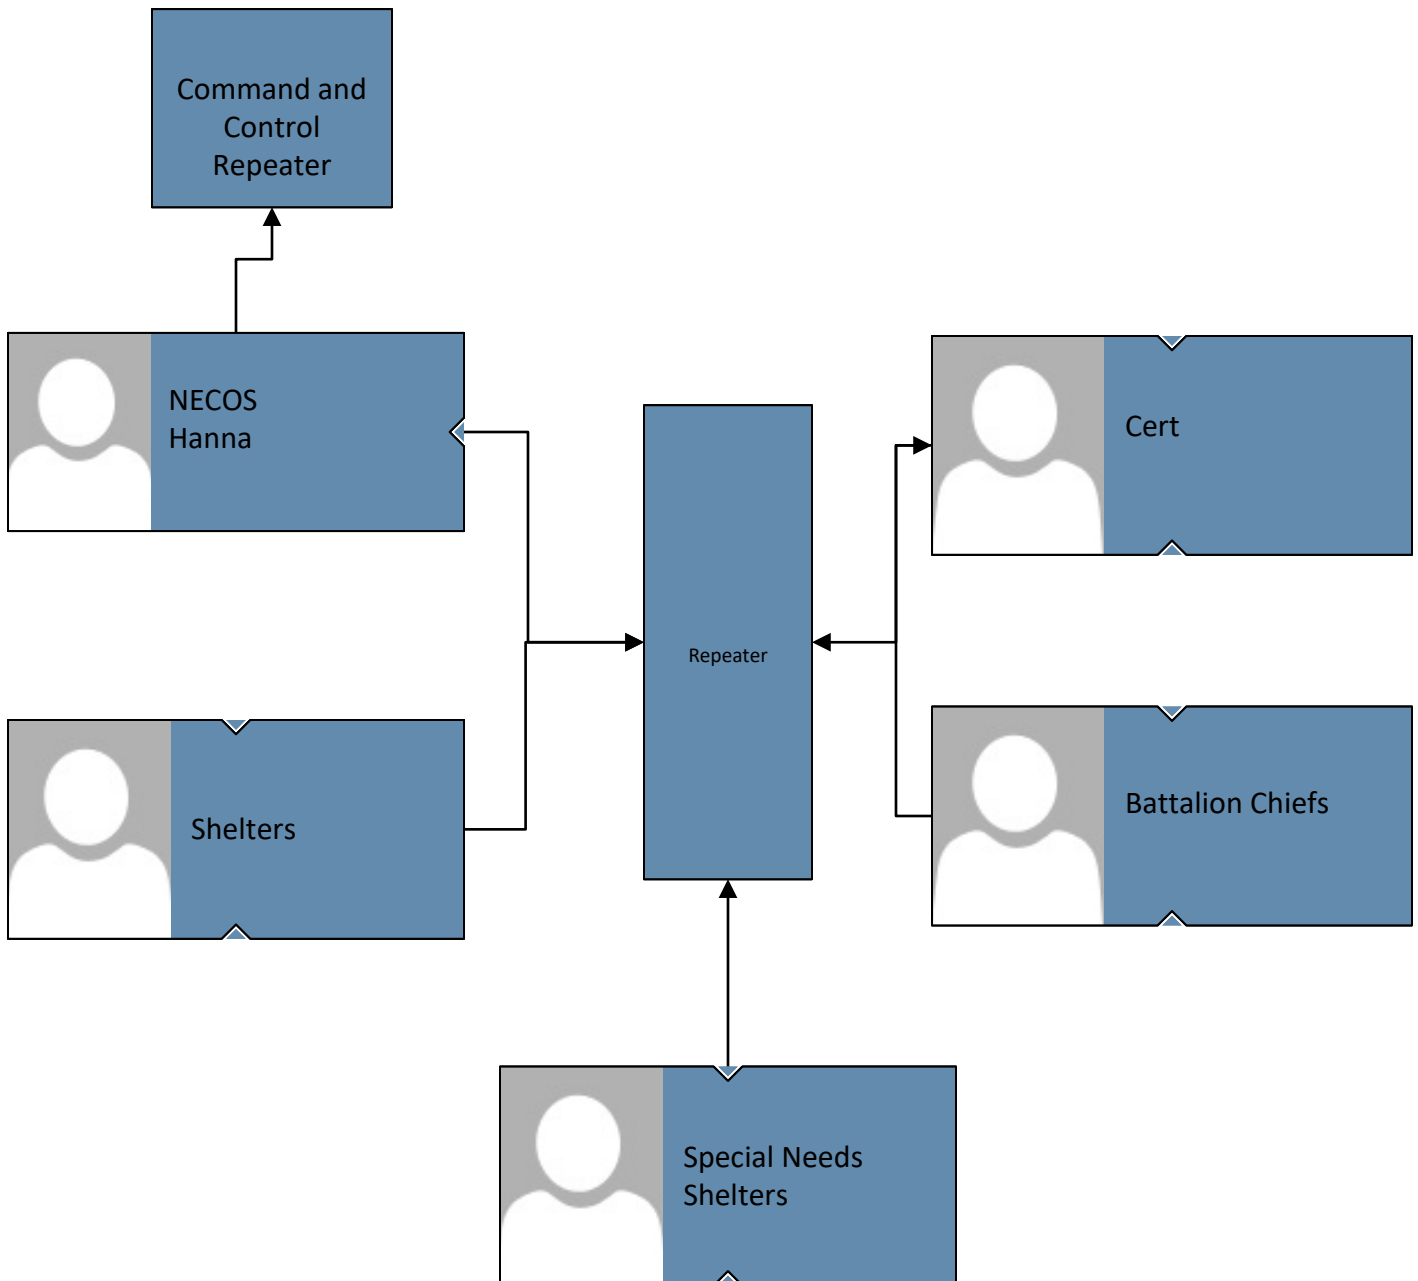 Command and
Control
Repeater
NECOS
Hanna
Cert
Repeater
Shelters
Battalion Chiefs
Special Needs
Shelters